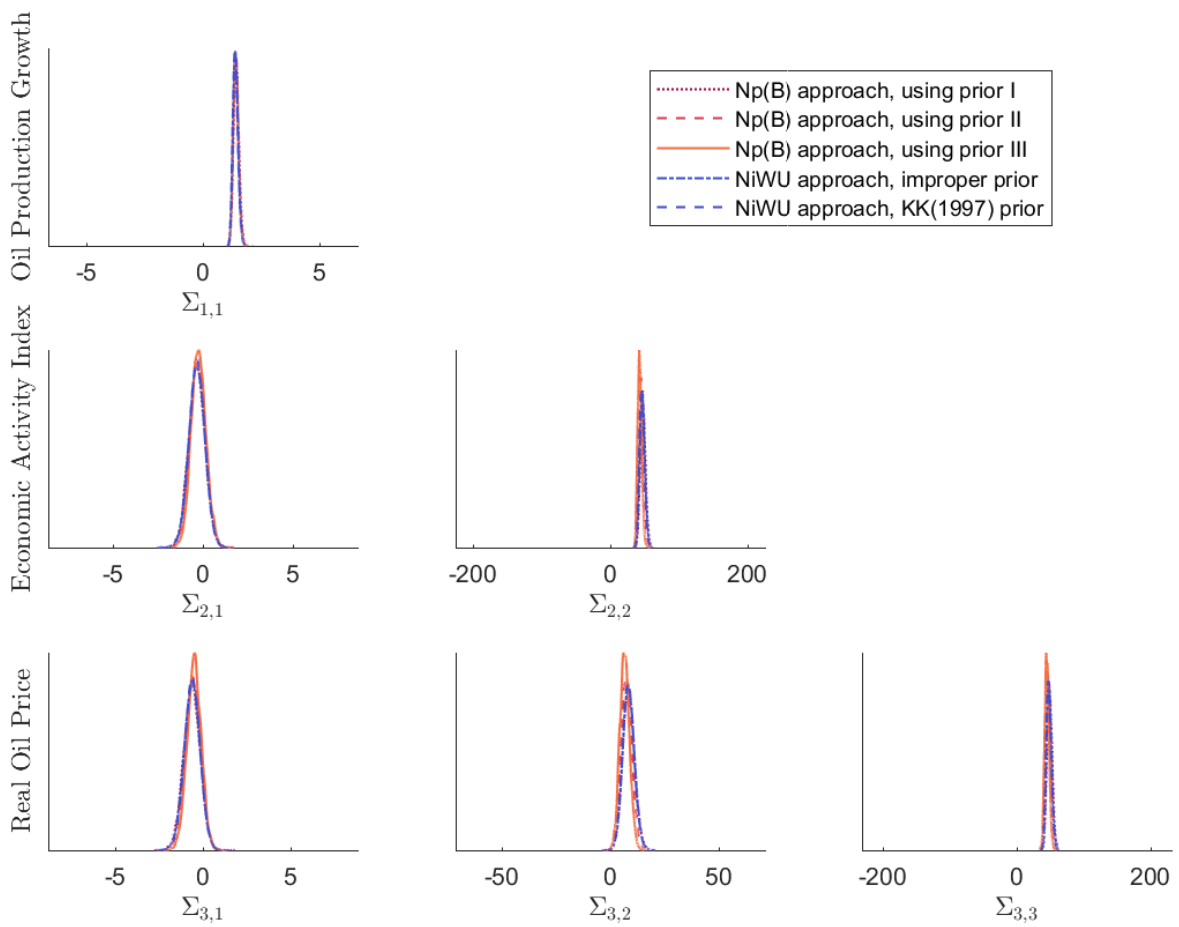 Oil Production Growth
-5 0 5
Σ1,1
Np(B) approach, using prior I
Np(B) approach, using prior II
Np(B) approach, using prior III
NiWU approach, improper prior
NiWU approach, KK(1997) prior
Economic Activity Index
-5 0 5
Σ2,1
-200 0 200
Σ2,2
Real Oil Price
-5 0 5
Σ3,1
-50 0 50
Σ3,2
-200 0 200
Σ3,3